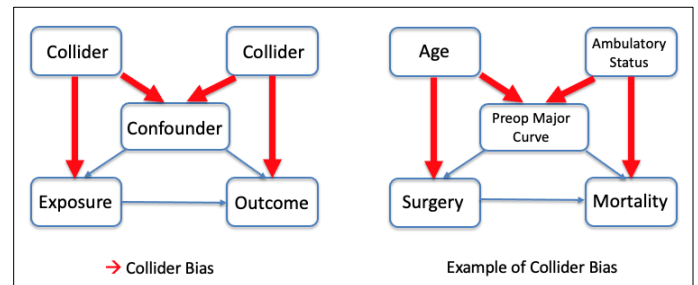 Collider
Collider
Confounder
Exposure
Outcome
→ Collider Bias
Age
Ambulatory
Status
Preop Major
Curve
Surgery
Mortality
Example of Collider Bias